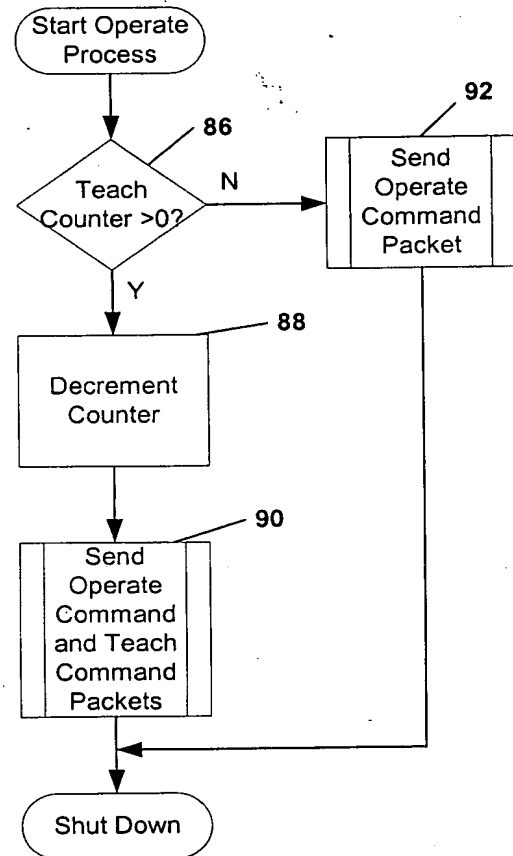 Start Operate
Process
86
92
Teach
Counter >0?
N
Send
Operate
Command
Packet
Y
88
Decrement
Counter
90
Send
Operate
Command
and Teach
Command
Packets
Shut Down